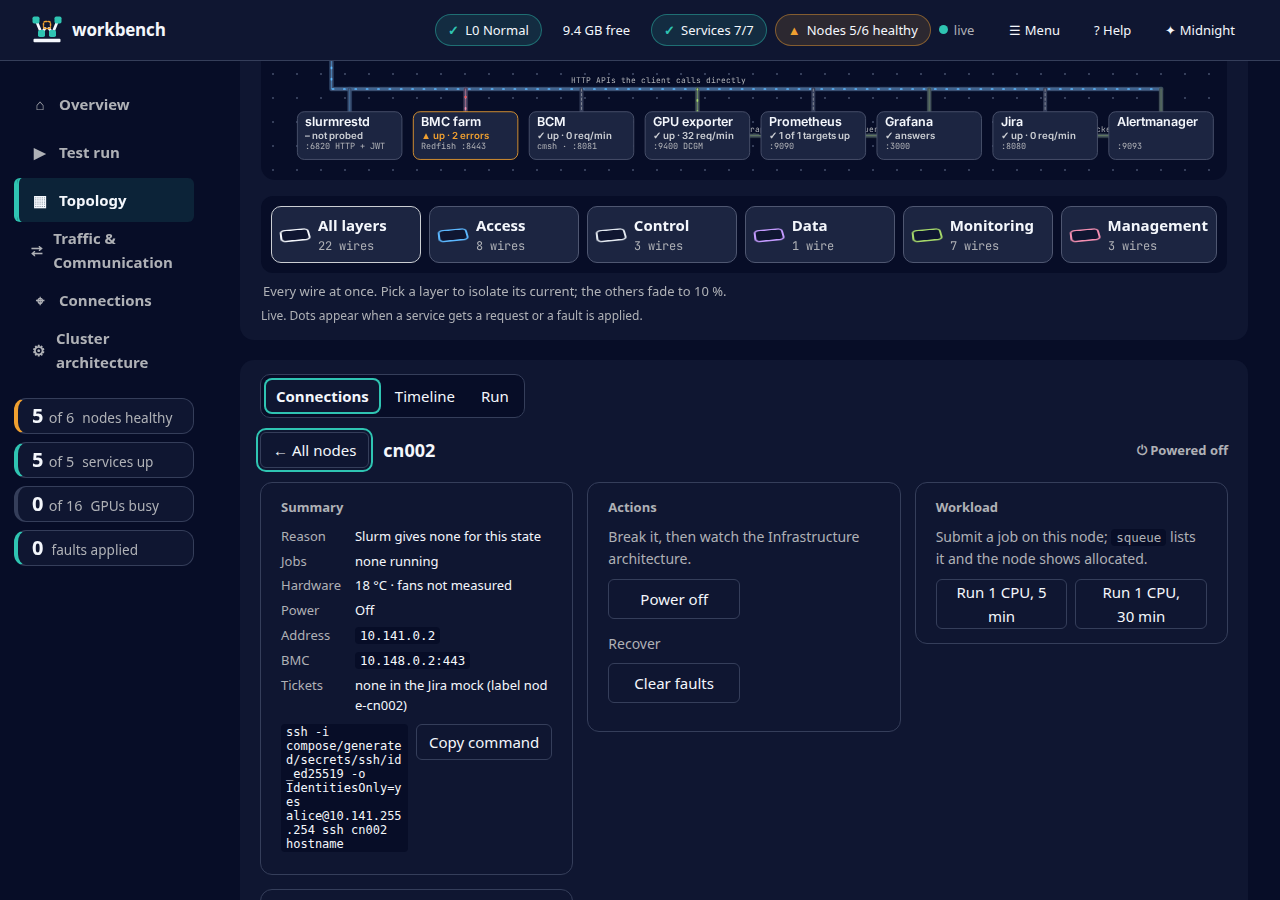 workbench
✓ L0 Normal
9.4 GB free
✓ Services 7/7
▲ Nodes 5/6 healthy
live
☰ Menu
? Help
✦ Midnight
Overview
Test run
Topology
Traffic &
Communication
Connections
Cluster
architecture
5 of 6 nodes healthy
5 of 5 services up
0 of 16 GPUs busy
0 faults applied
HTTP APIs the client calls directly
slurmrestd
– not probed
:6820 HTTP + JWT
BMC farm
▲ up · 2 errors
Redfish :8443
BCM
✓ up · 0 req/min
cmsh · :8081
GPU exporter
✓ up · 32 req/min
:9400 DCGM
Prometheus
✓ 1 of 1 targets up
:9090
Grafana
✓ answers
:3000
Jira
✓ up · 0 req/min
:8080
Alertmanager
:9093
All layers
22 wires
Access
8 wires
Control
3 wires
Data
1 wire
Monitoring
7 wires
Management
3 wires
Every wire at once. Pick a layer to isolate its current; the others fade to 10 %.
Live. Dots appear when a service gets a request or a fault is applied.
Connections
Timeline
Run
← All nodes
cn002
⏻ Powered off
Summary
Reason Slurm gives none for this state
Jobs none running
Hardware 18 °C · fans not measured
Power Off
Address 10.141.0.2
BMC 10.148.0.2:443
Tickets none in the Jira mock (label nod
e-cn002)
ssh -i
compose/generate
d/secrets/ssh/id
_ed25519 -o
IdentitiesOnly=y
es
alice@10.141.255
.254 ssh cn002
hostname
Copy command
Actions
Break it, then watch the Infrastructure
architecture.
Power off
Recover
Clear faults
Workload
Submit a job on this node; squeue lists
it and the node shows allocated.
Run 1 CPU, 5
min
Run 1 CPU,
30 min